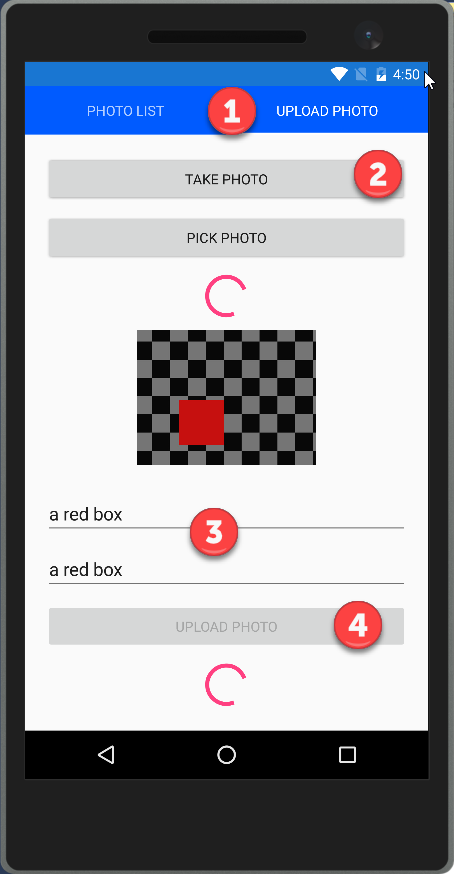 4:50
PHOTO LIST 1 UPLOAD PHOTO
TAKE PHOTO 2
PICK PHOTO
a red box
3
a red box
UPLOAD PHOTO 4